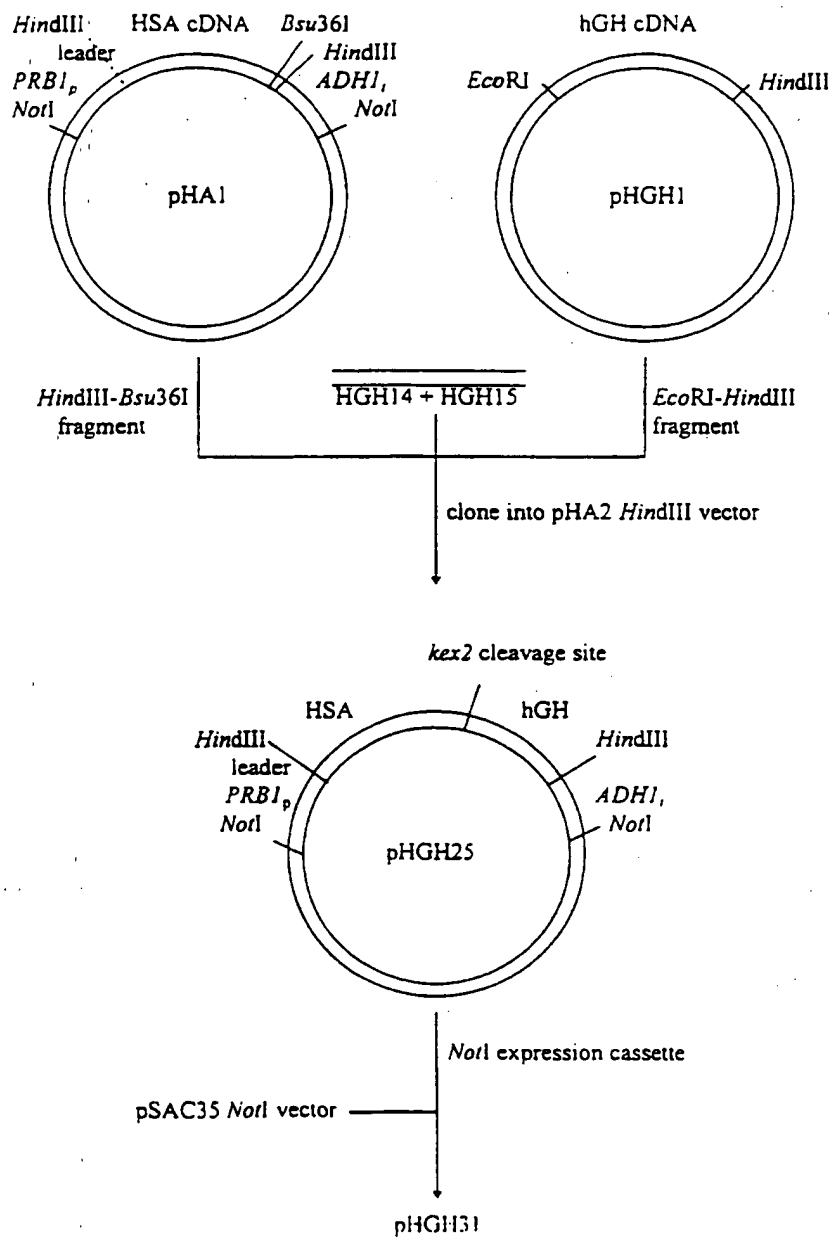 HindIII
leader
PRB1p
NotI
HSA cDNA
Bsu36I
HindIII
ADH1t
NotI
pHA1
hGH cDNA
EcoRI
HindIII
pHGH1
HindIII-Bsu36I
fragment
HGH14 + HGH15
EcoRI-HindIII
fragment
clone into pHA2 HindIII vector
kex2 cleavage site
HSA
hGH
HindIII
leader
PRB1p
NotI
HindIII
ADH1t
NotI
pHGH25
NotI expression cassette
pSAC35 NotI vector
pHGH31